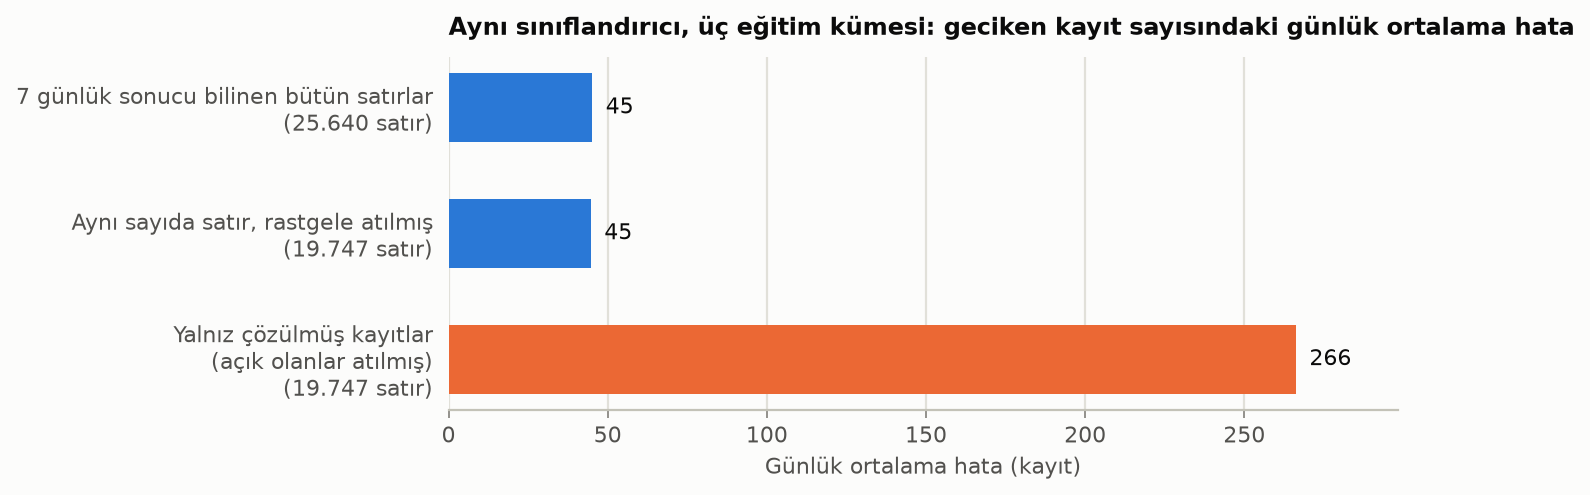 Aynı sınıflandırıcı, üç eğitim kümesi: geciken kayıt sayısındaki günlük ortalama hata
7 günlük sonucu bilinen bütün satırlar
(25.640 satır)
45
Aynı sayıda satır, rastgele atılmış
(19.747 satır)
45
Yalnız çözülmüş kayıtlar
(açık olanlar atılmış)
(19.747 satır)
266
0 50 100 150 200 250
Günlük ortalama hata (kayıt)